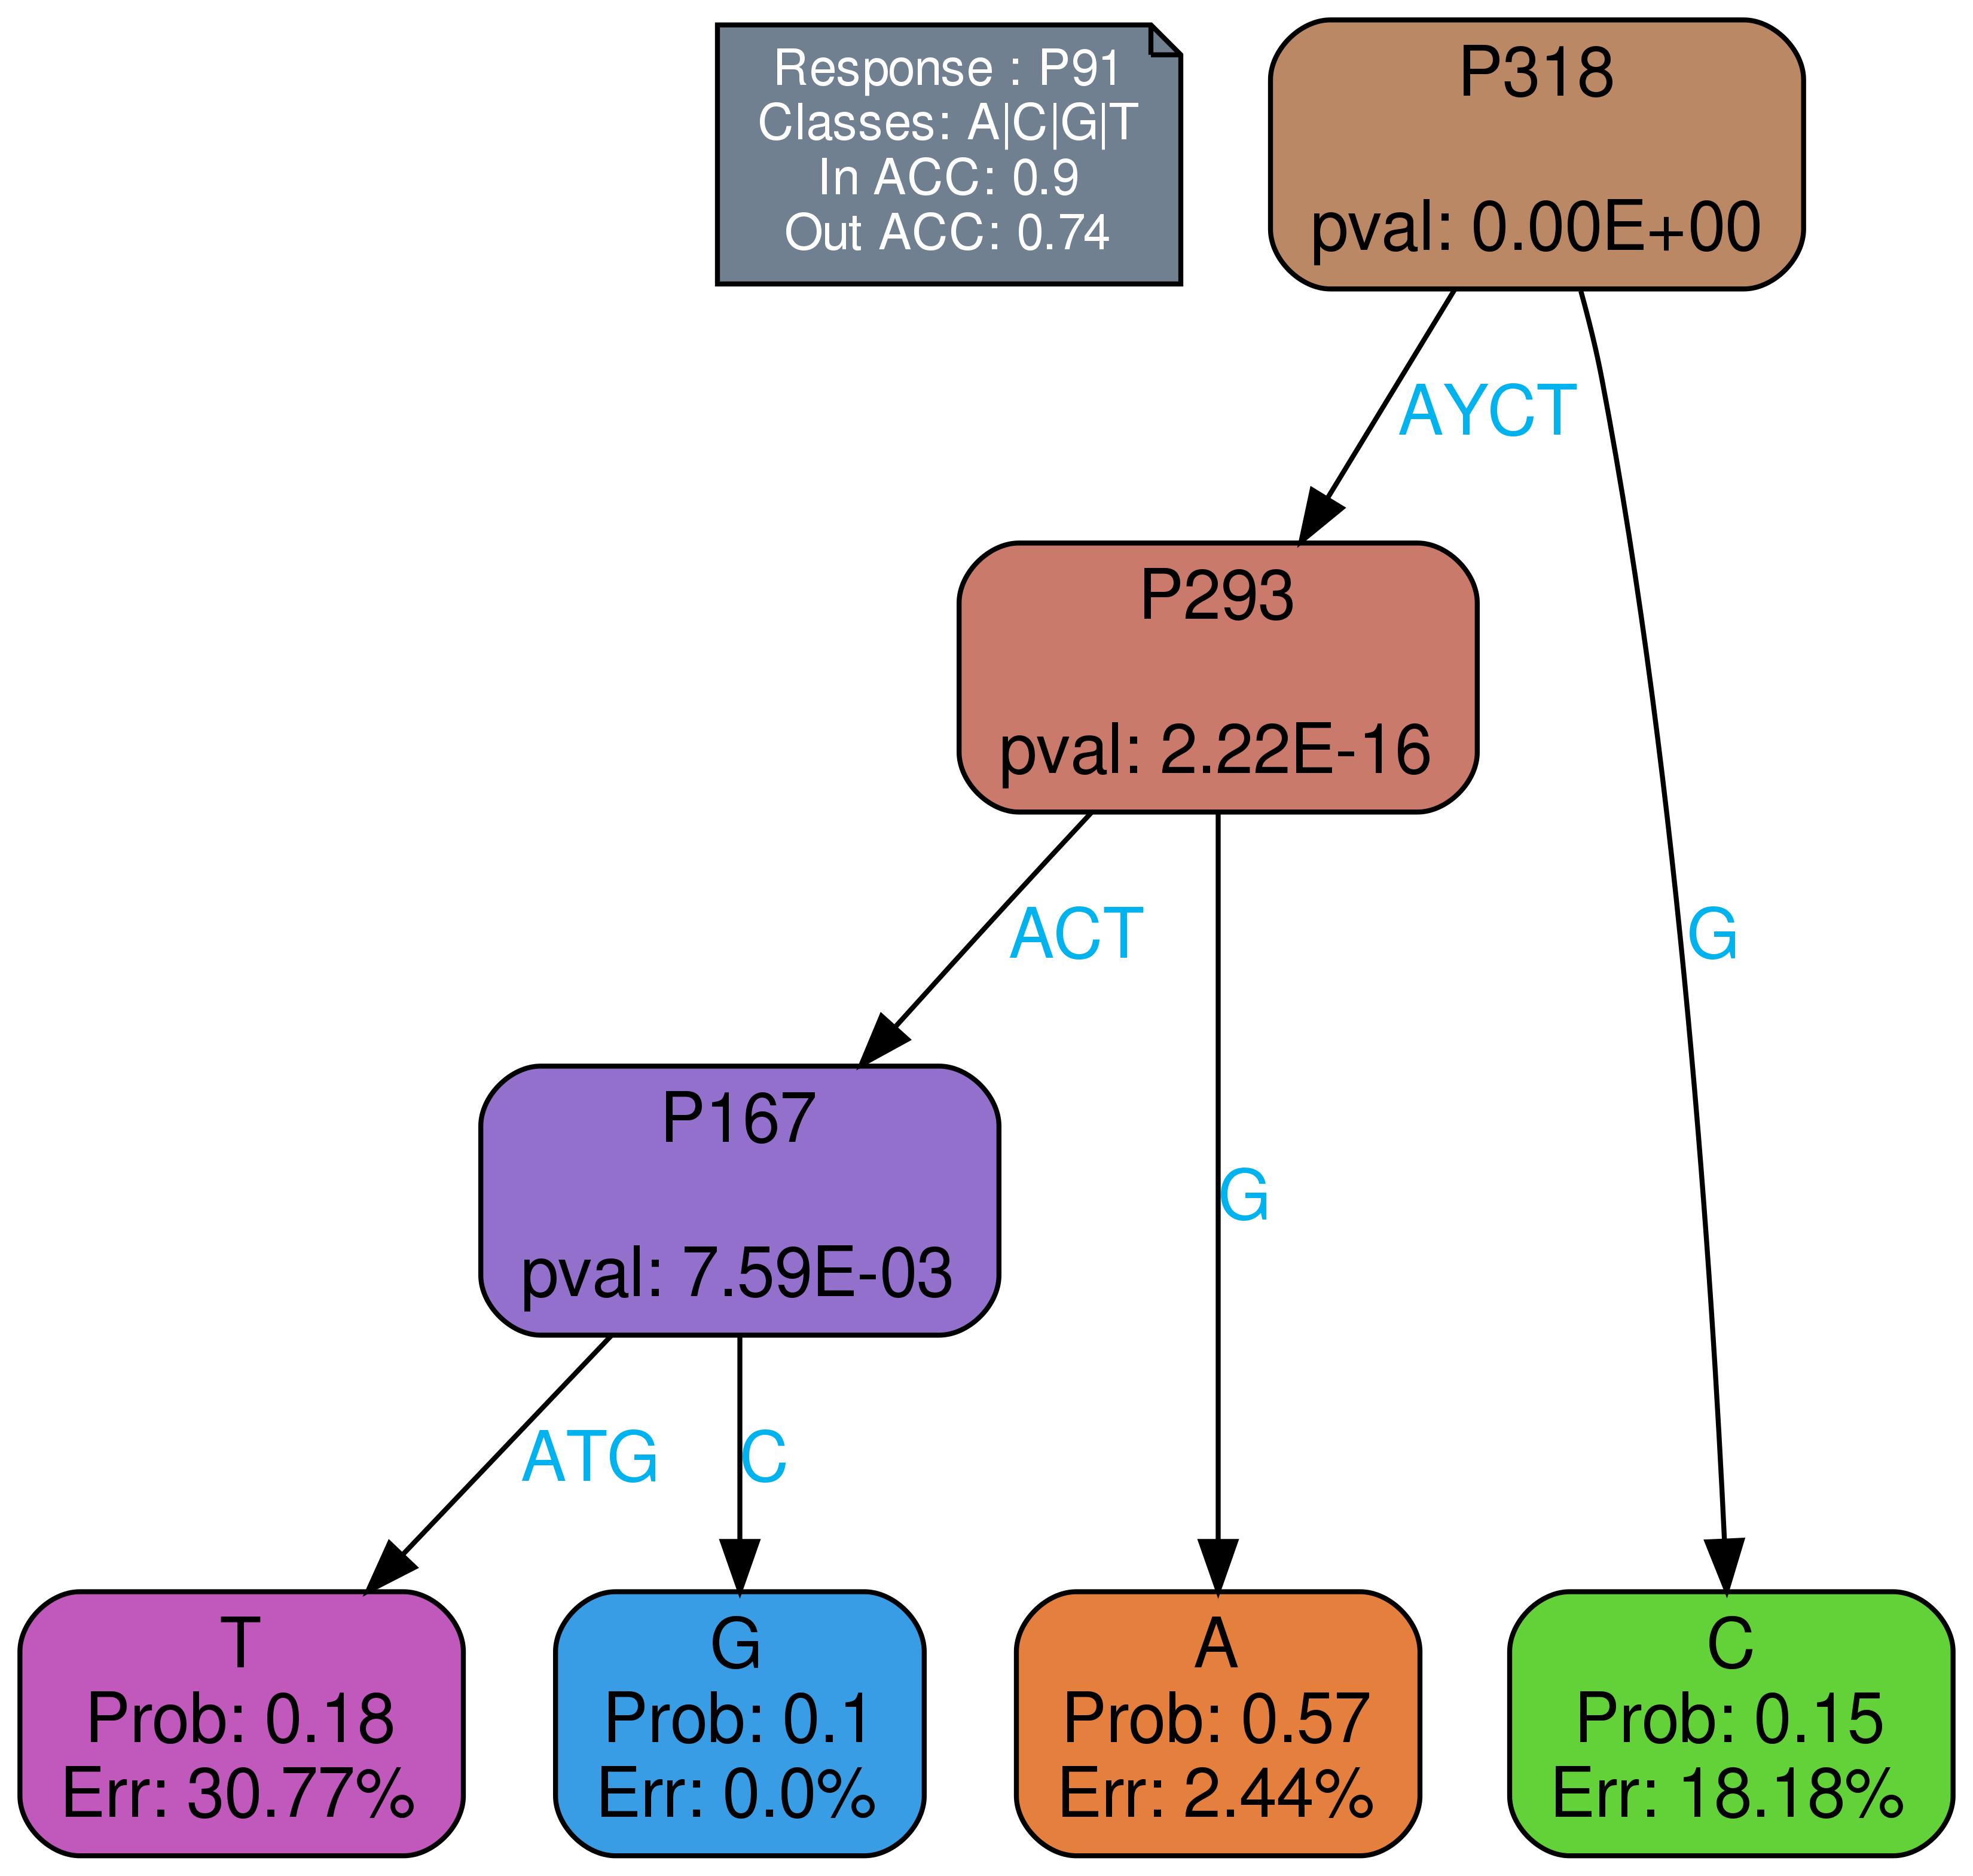 Response : P91
Classes: A|C|G|T
In ACC: 0.9
Out ACC: 0.74
P318
pval: 0.00E+00
AYCT
P293
pval: 2.22E-16
ACT
G
P167
pval: 7.59E-03
G
ATG
C
T
Prob: 0.18
Err: 30.77%
G
Prob: 0.1
Err: 0.0%
A
Prob: 0.57
Err: 2.44%
C
Prob: 0.15
Err: 18.18%